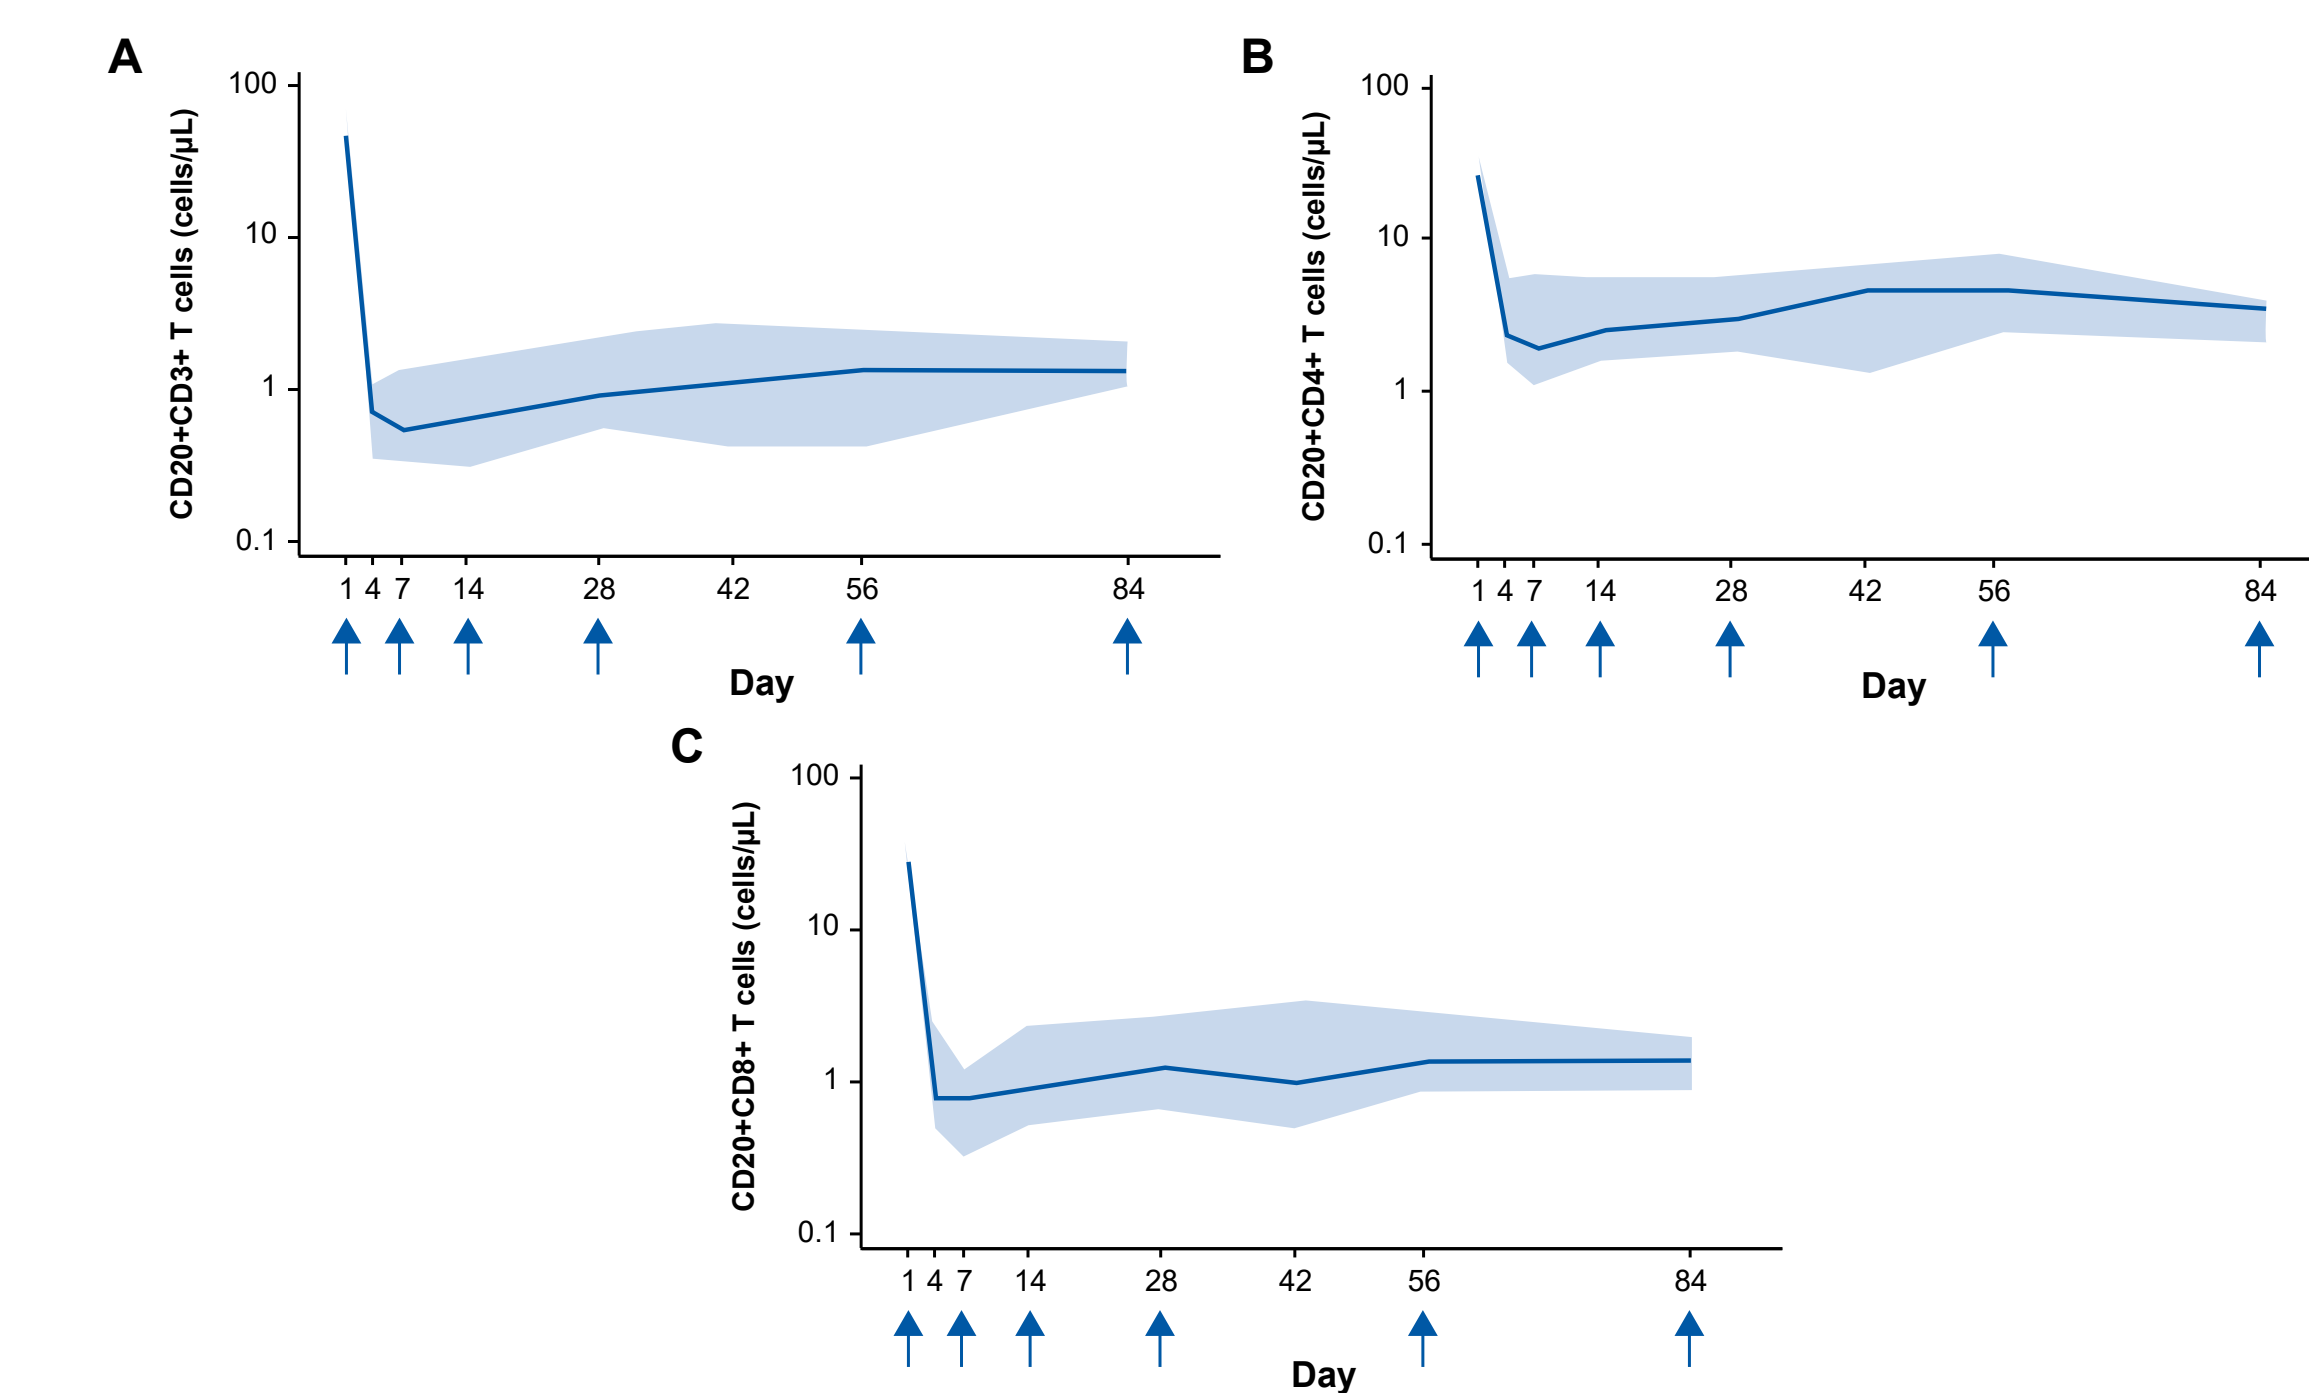 A
CD20+CD3+ T cells (cells/µL)
100
10
1
0.1
1 4 7 14 28 42 56 84
Day
B
CD20+CD4+ T cells (cells/µL)
100
10
1
0.1
1 4 7 14 28 42 56 84
Day
C
CD20+CD8+ T cells (cells/µL)
100
10
1
0.1
1 4 7 14 28 42 56 84
Day